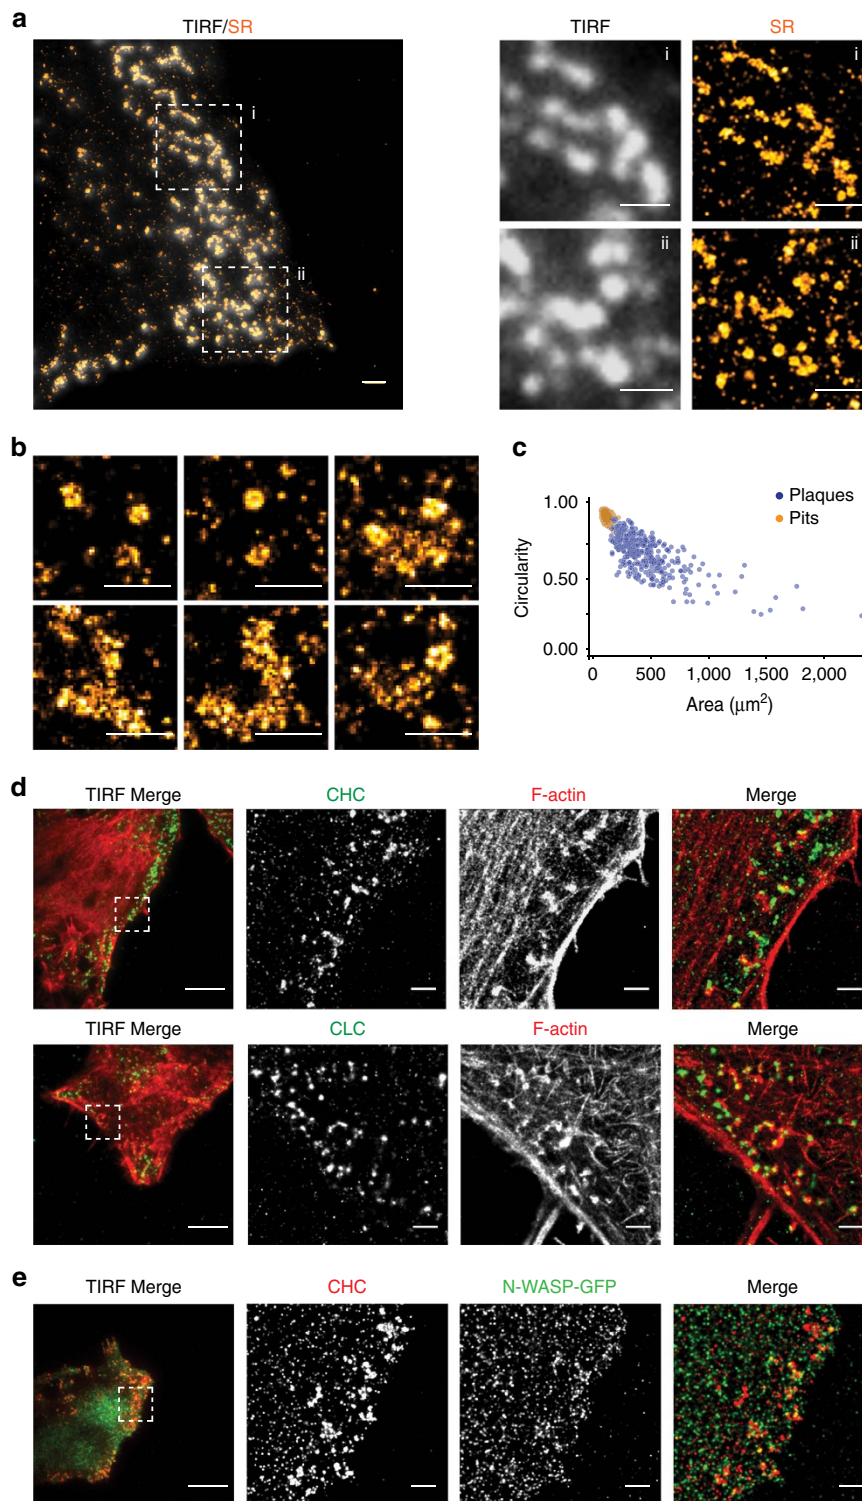 a
TIRF/SR
TIRF
SR
i
ii
i
i
ii
ii
b
c
Circularity
1.00
0.50
0.00
0
500
1,000
1,500
2,000
Area (μm²)
Plaques
Pits
d
TIRF Merge
CHC
F-actin
Merge
TIRF Merge
CLC
F-actin
Merge
e
TIRF Merge
CHC
N-WASP-GFP
Merge